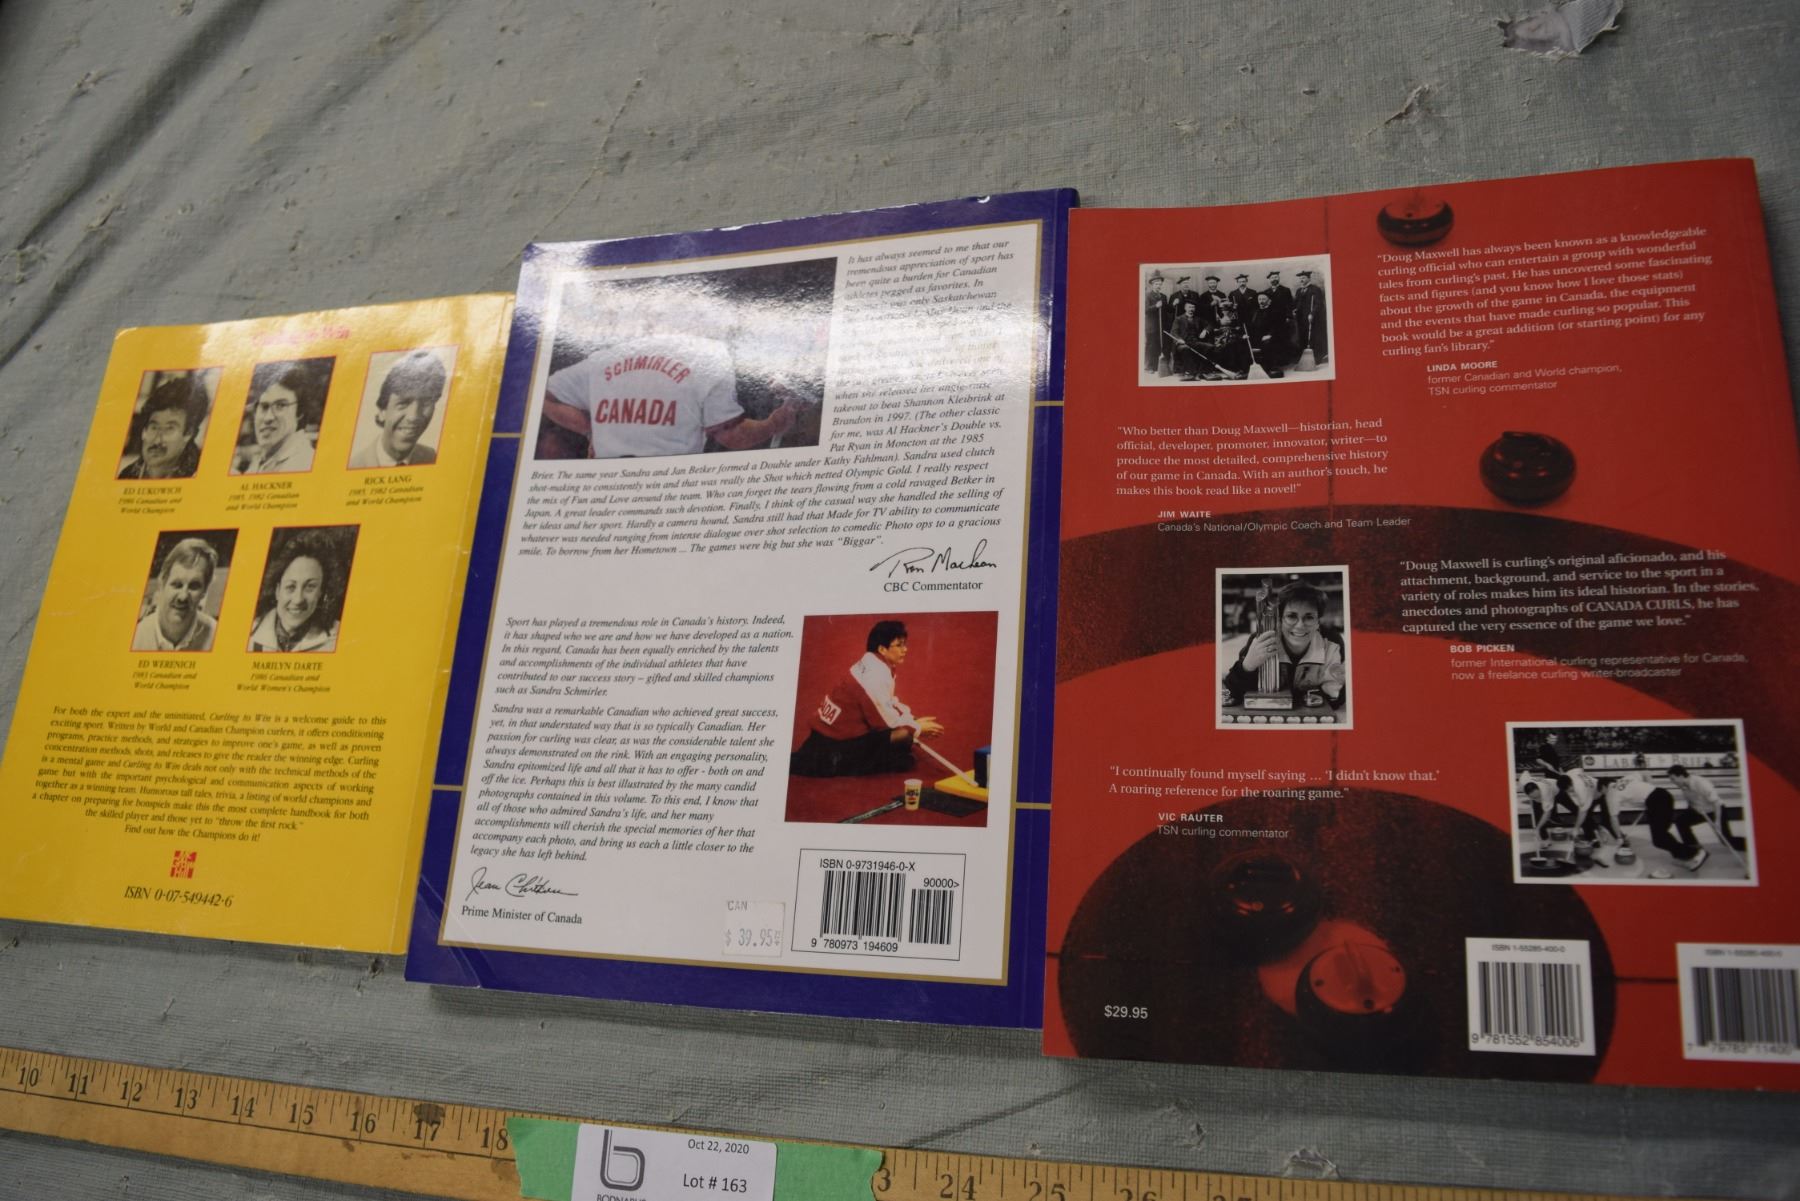 Curling to Win
ED LUKOWICH
1986 Canadian and
World Champion
AL HACKNER
1985, 1982 Canadian
and World Champion
RICK LANG
1985, 1982 Canadian
and World Champion
ED WERENICH
1983 Canadian and
World Champion
MARILYN DARTE
1986 Canadian and
World Women's Champion
For both the expert and the uninitiated, Curling to Win is a welcome guide to this
exciting sport. Written by World and Canadian Champion curlers, it offers conditioning
programs, practice methods, and strategies to improve one's game, as well as proven
concentration methods, shots, and releases to give the reader the winning edge. Curling
is a mental game and Curling to Win deals not only with the technical methods of the
game but with the important psychological and communication aspects of working
together as a winning team. Humorous tall tales, trivia, a listing of world champions and
a chapter on preparing for bonspiels make this the most complete handbook for both
the skilled player and those yet to "throw the first rock."
Find out how the Champions do it!
ISBN 0-07-549442-6
SCHMIRLER
CANADA
It has always seemed to me that our
tremendous appreciation of sport has
been quite a burden for Canadian
athletes pegged as favorites. In
was only Saskatchewan
when she released her angle-raise
takeout to beat Shannon Kleibrink at
Brandon in 1997. (The other classic
for me, was Al Hackner's Double vs.
Pat Ryan in Moncton at the 1985
Brier. The same year Sandra and Jan Betker formed a Double under Kathy Fahlman). Sandra used clutch
shot-making to consistently win and that was really the Shot which netted Olympic Gold. I really respect
the mix of Fun and Love around the team. Who can forget the tears flowing from a cold ravaged Betker in
Japan. A great leader commands such devotion. Finally, I think of the casual way she handled the selling of
her ideas and her sport. Hardly a camera hound, Sandra still had that Made for TV ability to communicate
whatever was needed ranging from intense dialogue over shot selection to comedic Photo ops to a gracious
smile. To borrow from her Hometown ... The games were big but she was "Biggar".
Ron MacLean
CBC Commentator
Sport has played a tremendous role in Canada's history. Indeed,
it has shaped who we are and how we have developed as a nation.
In this regard, Canada has been equally enriched by the talents
and accomplishments of the individual athletes that have
contributed to our success story – gifted and skilled champions
such as Sandra Schmirler.
Sandra was a remarkable Canadian who achieved great success,
yet, in that understated way that is so typically Canadian. Her
passion for curling was clear, as was the considerable talent she
always demonstrated on the rink. With an engaging personality,
Sandra epitomized life and all that it has to offer - both on and
off the ice. Perhaps this is best illustrated by the many candid
photographs contained in this volume. To this end, I know that
all of those who admired Sandra's life, and her many
accomplishments will cherish the special memories of her that
accompany each photo, and bring us each a little closer to the
legacy she has left behind.
Jean Chrétien
Prime Minister of Canada
CAN
$ 39.95
ISBN 0-9731946-0-X
90000>
9 780973 194609
"Doug Maxwell has always been known as a knowledgeable
curling official who can entertain a group with wonderful
tales from curling's past. He has uncovered some fascinating
facts and figures (and you know how I love those stats)
about the growth of the game in Canada, the equipment
and the events that have made curling so popular. This
book would be a great addition (or starting point) for any
curling fan's library."
LINDA MOORE
former Canadian and World champion,
TSN curling commentator
"Who better than Doug Maxwell—historian, head
official, developer, promoter, innovator, writer—to
produce the most detailed, comprehensive history
of our game in Canada. With an author's touch, he
makes this book read like a novel!"
JIM WAITE
Canada's National/Olympic Coach and Team Leader
"Doug Maxwell is curling's original aficionado, and his
attachment, background, and service to the sport in a
variety of roles makes him its ideal historian. In the stories,
anecdotes and photographs of CANADA CURLS, he has
captured the very essence of the game we love."
BOB PICKEN
former International curling representative for Canada,
now a freelance curling writer-broadcaster
"I continually found myself saying ... 'I didn't know that.'
A roaring reference for the roaring game."
VIC RAUTER
TSN curling commentator
$29.95
ISBN 1-55285-400-0
9 781552 854006
ISBN 1-55285-400-0
10 11 12 13 14 15 16 17 18
3 24 25 26
Oct 22, 2020
Lot # 163